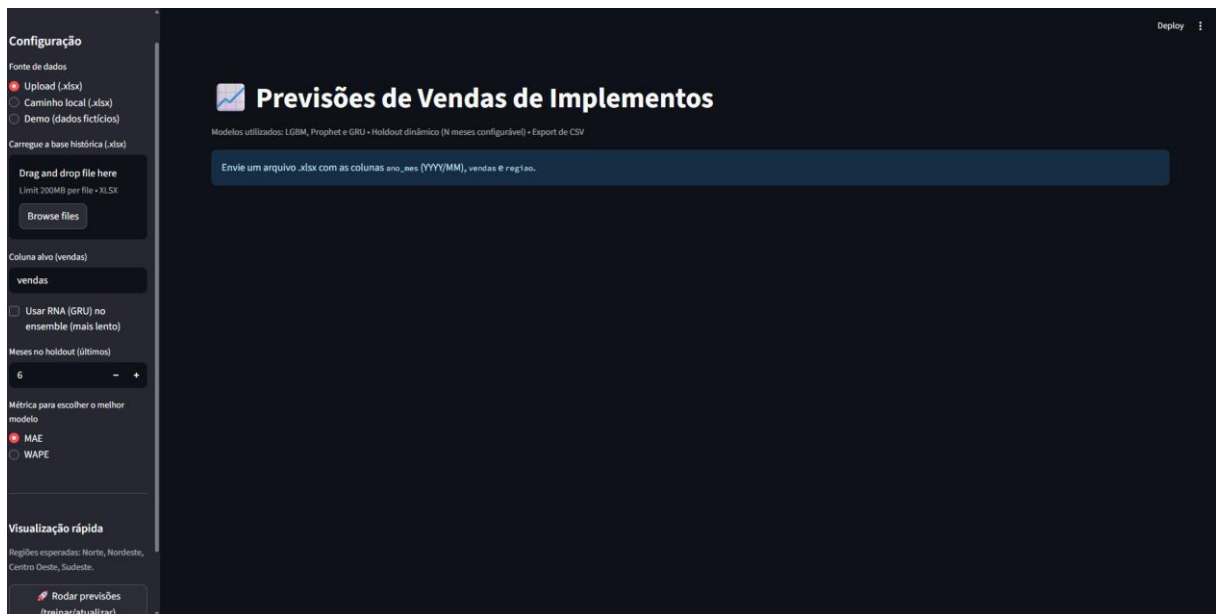 Configuração
Fonte de dados
Upload (.xlsx)
Caminho local (.xlsx)
Demo (dados fictícios)
Carregue a base histórica (.xlsx)
Drag and drop file here
Limit 200MB per file • XLSX
Browse files
Coluna alvo (vendas)
vendas
Usar RNA (GRU) no
ensemble (mais lento)
Meses no holdout (últimos)
6 − +
Métrica para escolher o melhor
modelo
MAE
WAPE
Visualização rápida
Regiões esperadas: Norte, Nordeste,
Centro Oeste, Sudeste.
Rodar previsões
(treinar/atualizar)
Deploy
Previsões de Vendas de Implementos
Modelos utilizados: LGBM, Prophet e GRU • Holdout dinâmico (N meses configurável) • Export de CSV
Envie um arquivo .xlsx com as colunas ano_mes (YYYY/MM), vendas e regiao.